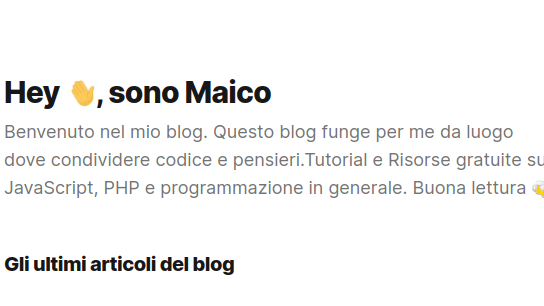 Hey 👋, sono Maico
Benvenuto nel mio blog. Questo blog funge per me da luogo
dove condividere codice e pensieri.Tutorial e Risorse gratuite su
JavaScript, PHP e programmazione in generale. Buona lettura
Gli ultimi articoli del blog